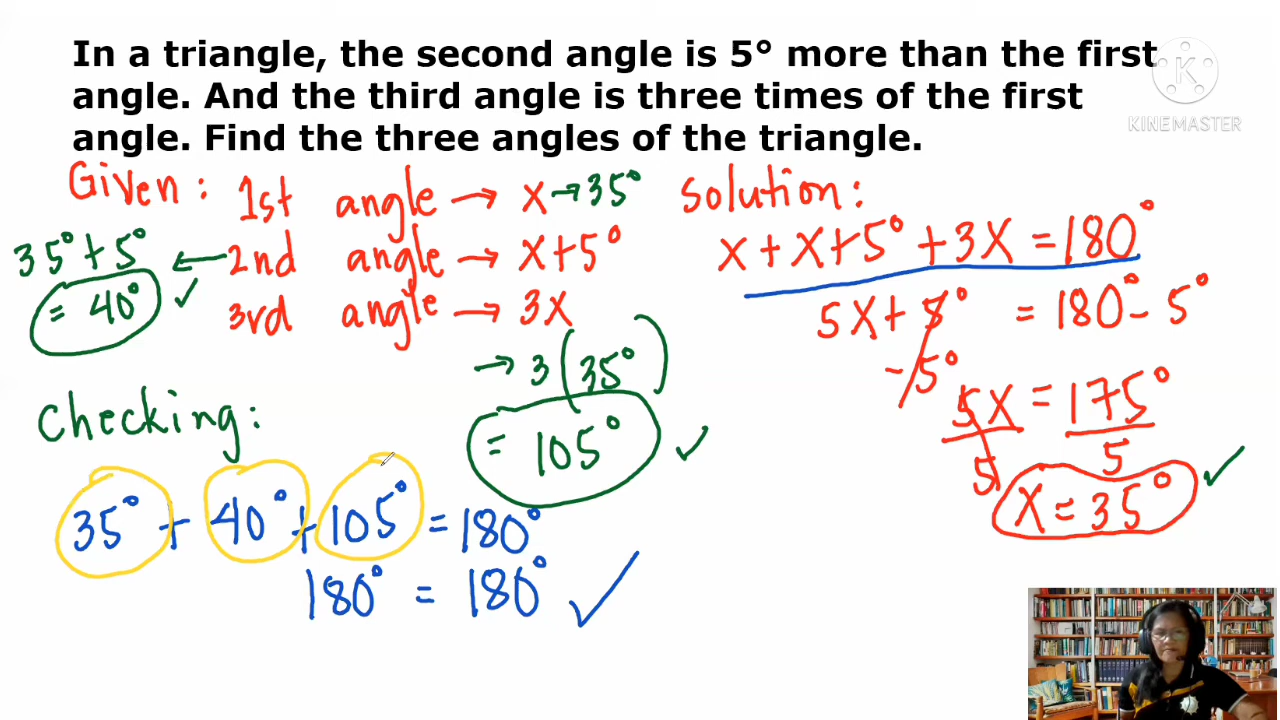 In a triangle, the second angle is 5° more than the first
angle. And the third angle is three times of the first
angle. Find the three angles of the triangle.
KINEMASTER
Given: 1st angle → x → 35°
2nd angle → x+5°
3rd angle → 3x
35° + 5°
= 40° ✓
→ 3(35°)
= 105° ✓
Solution:
x + x + 5° + 3x = 180°
5x + 5° = 180° - 5°
-5°
5x = 175°
5 5
x = 35° ✓
Checking:
35° + 40° + 105° = 180°
180° = 180° ✓